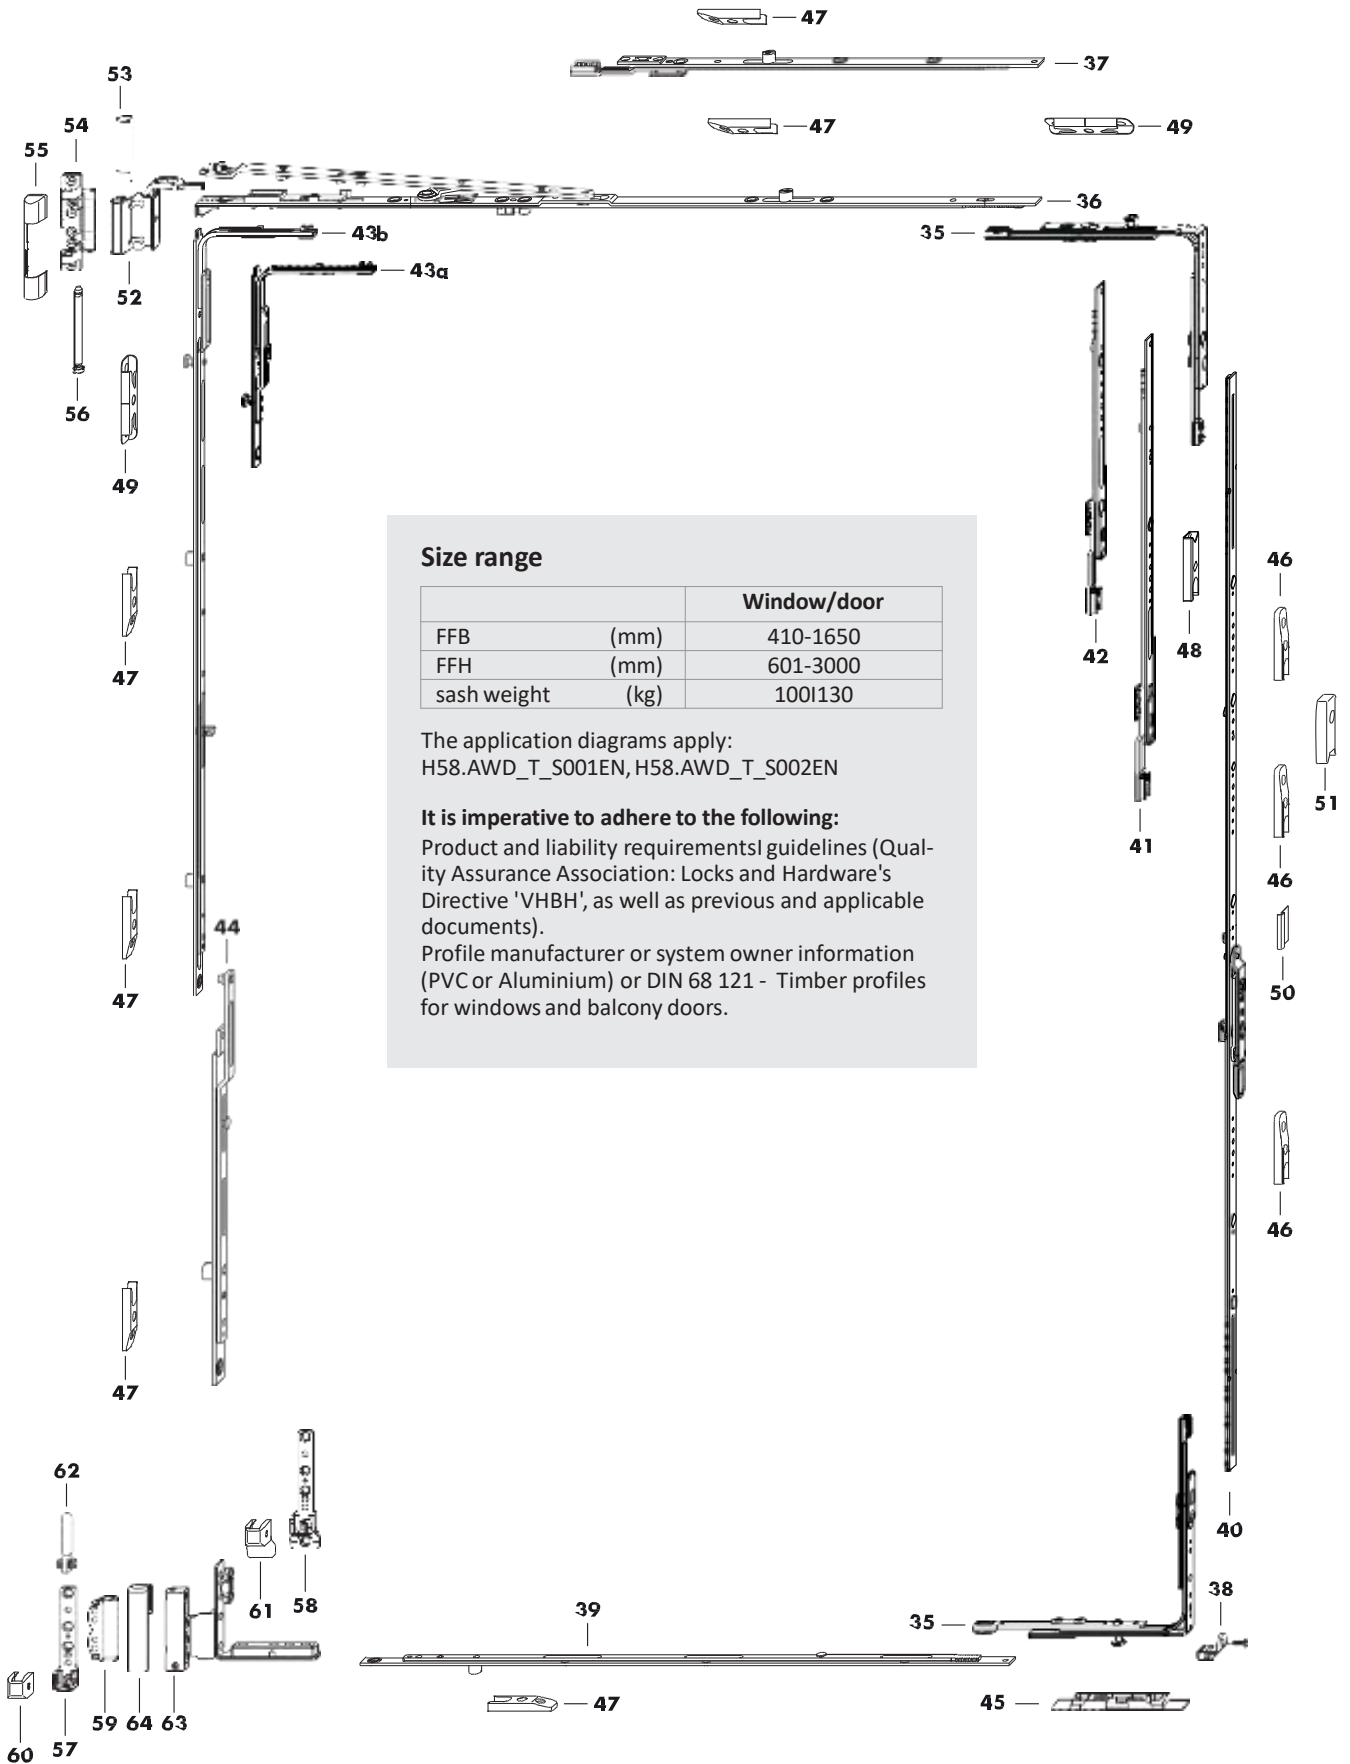 47
37
53
54
47
49
55
36
43b
35
43a
52
56
49
Size range
Window/door
FFB (mm) 410-1650
FFH (mm) 601-3000
sash weight (kg) 100I130
The application diagrams apply:
H58.AWD_T_S001EN, H58.AWD_T_S002EN
It is imperative to adhere to the following:
Product and liability requirementsI guidelines (Qual-
ity Assurance Association: Locks and Hardware's
Directive 'VHBH', as well as previous and applicable
documents).
Profile manufacturer or system owner information
(PVC or Aluminium) or DIN 68 121 - Timber profiles
for windows and balcony doors.
46
42
48
47
51
41
46
44
47
50
46
47
62
40
61
58
39
35
38
59
64
63
47
45
57
60